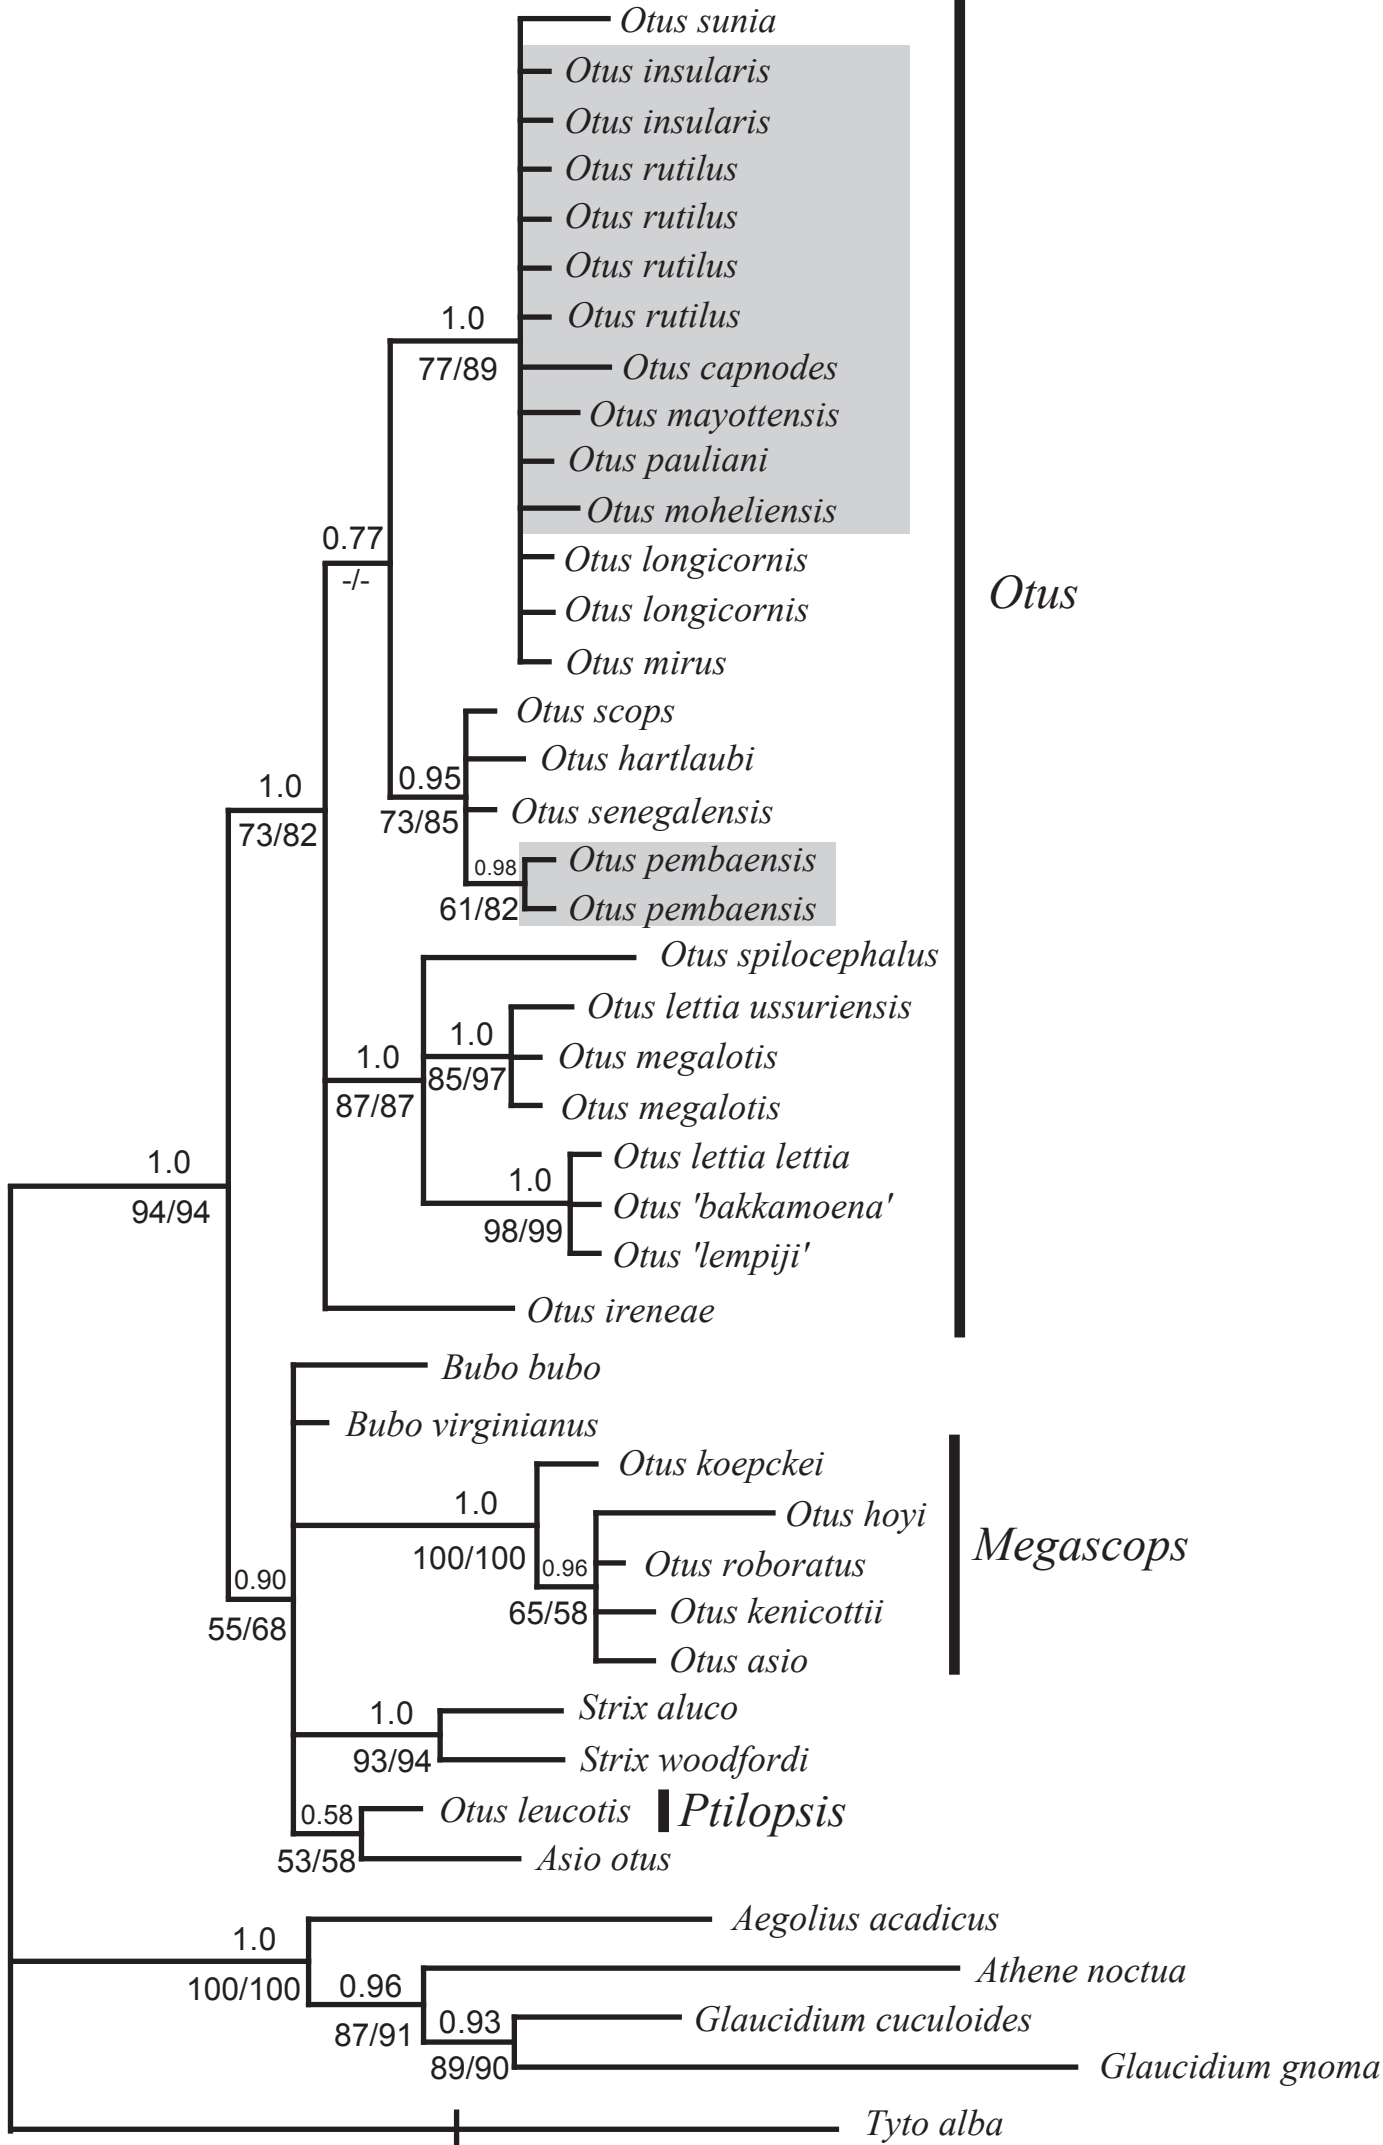 Otus sunia
Otus insularis
Otus insularis
Otus rutilus
Otus rutilus
Otus rutilus
Otus rutilus
1.0
77/89
Otus capnodes
Otus mayottensis
Otus pauliani
Otus moheliensis
0.77
-/-
Otus longicornis
Otus longicornis
Otus mirus
Otus
Otus scops
Otus hartlaubi
0.95
73/85
Otus senegalensis
1.0
73/82
0.98
61/82
Otus pembaensis
Otus pembaensis
Otus spilocephalus
Otus lettia ussuriensis
1.0
85/97
Otus megalotis
Otus megalotis
1.0
87/87
Otus lettia lettia
1.0
98/99
Otus 'bakkamoena'
Otus 'lempiji'
1.0
94/94
Otus ireneae
Bubo bubo
Bubo virginianus
Otus koepckei
1.0
100/100
Otus hoyi
0.96
65/58
Otus roboratus
Otus kenicottii
Otus asio
Megascops
0.90
55/68
Strix aluco
1.0
93/94
Strix woodfordi
0.58
53/58
Otus leucotis
Ptilopsis
Asio otus
Aegolius acadicus
1.0
100/100
Athene noctua
0.96
87/91
Glaucidium cuculoides
0.93
89/90
Glaucidium gnoma
Tyto alba